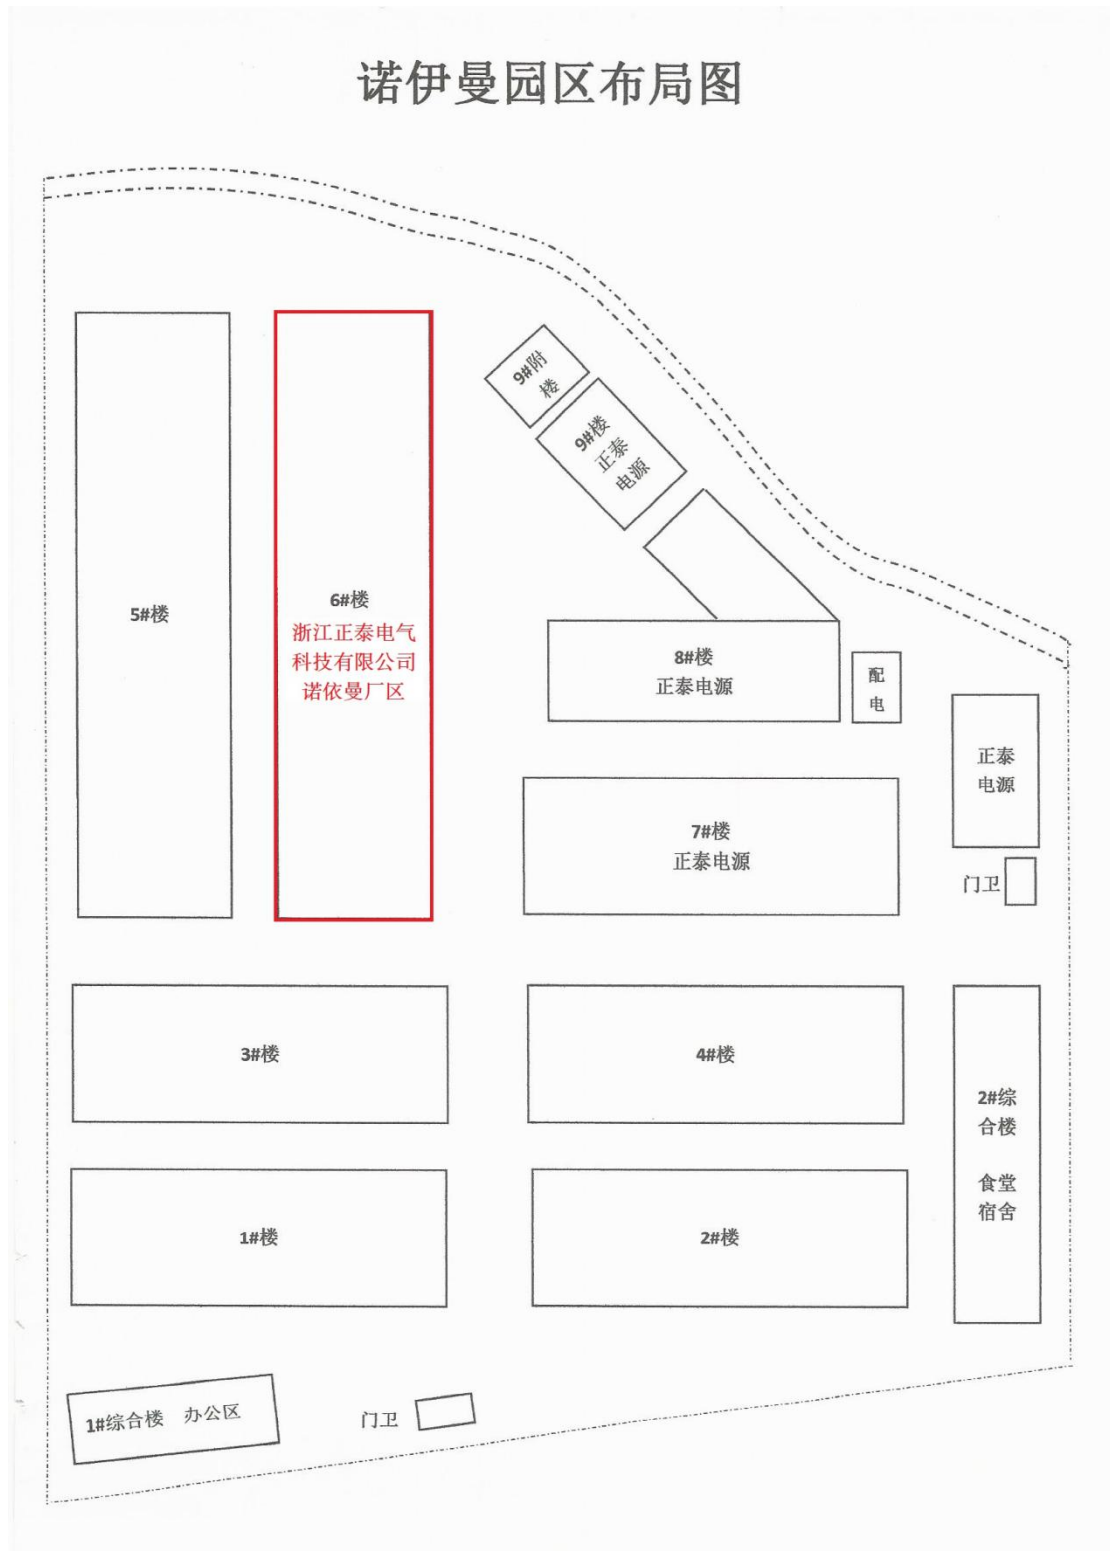 诺伊曼园区布局图
9#附
楼
9#楼
正泰
电源
5#楼
6#楼
浙江正泰电气
科技有限公司
诺依曼厂区
8#楼
正泰电源
配
电
正泰
电源
7#楼
正泰电源
门卫
3#楼
4#楼
2#综
合楼
食堂
宿舍
1#楼
2#楼
1#综合楼 办公区
门卫